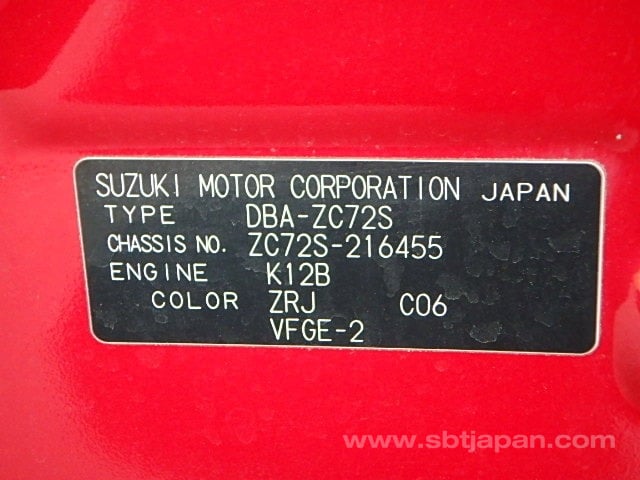 SUZUKI MOTOR CORPORATION JAPAN
TYPE DBA-ZC72S
CHASSIS NO. ZC72S-216455
ENGINE K12B
COLOR ZRJ C06
VFGE-2
www.sbtjapan.com